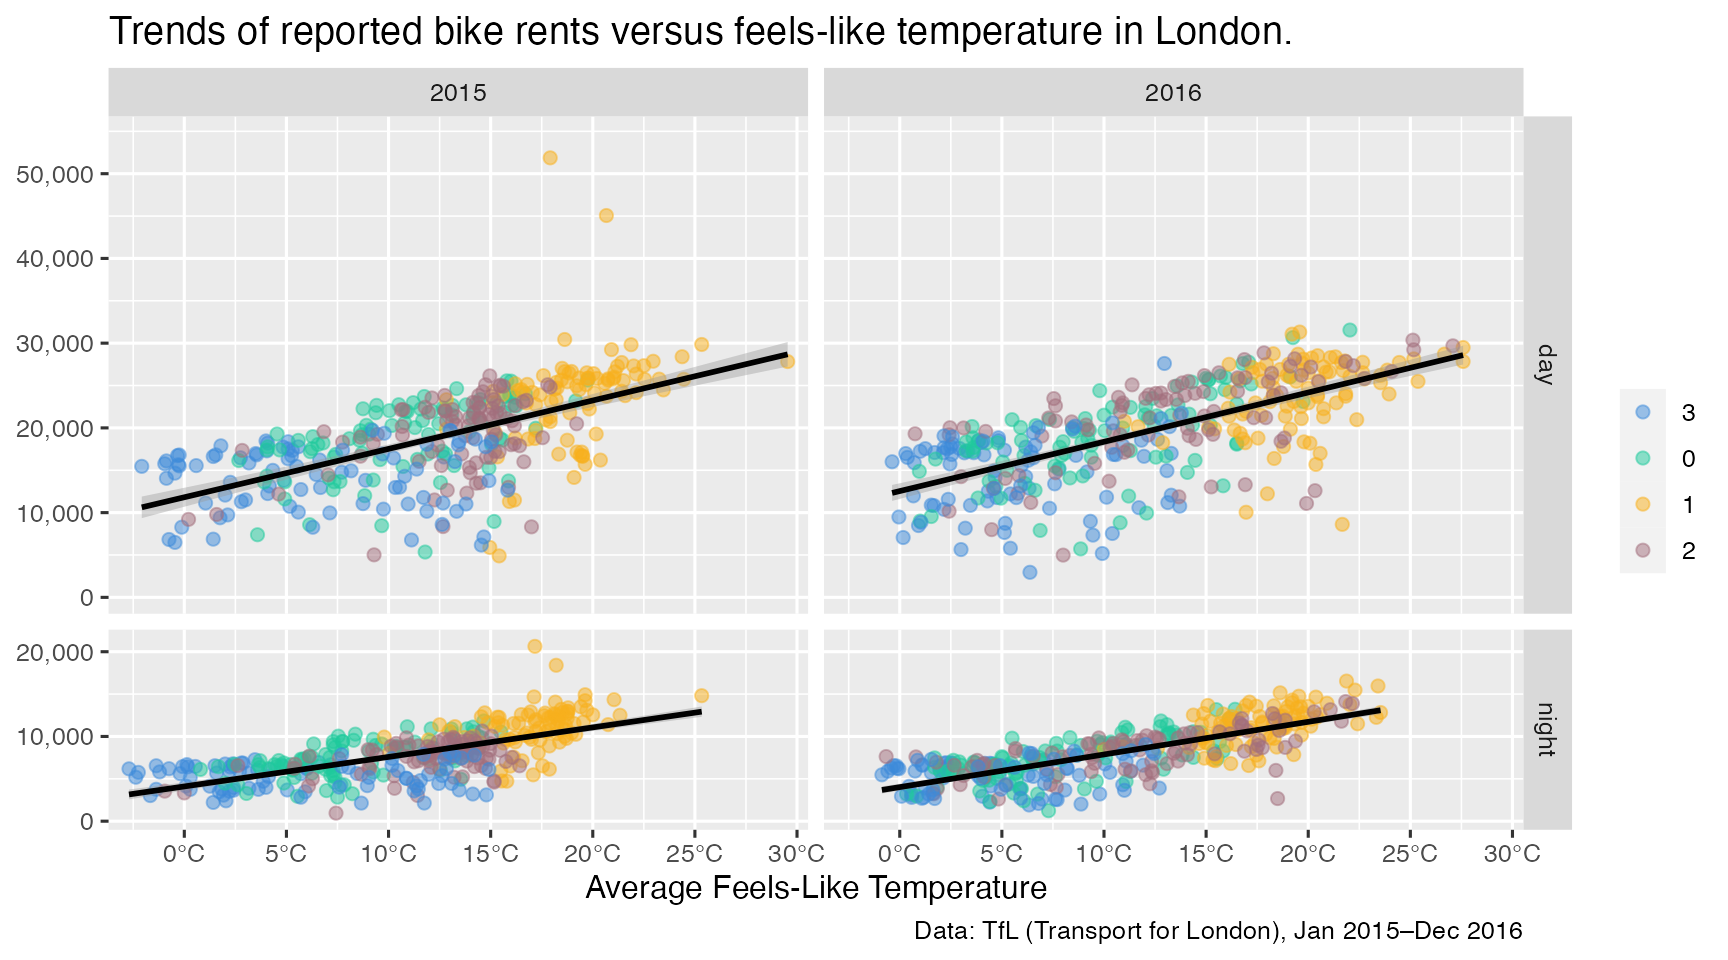 Trends of reported bike rents versus feels-like temperature in London.
2015
2016
50,000
40,000
30,000
20,000
10,000
0
day
3
0
1
2
20,000
10,000
0
night
0°C 5°C 10°C 15°C 20°C 25°C 30°C
0°C 5°C 10°C 15°C 20°C 25°C 30°C
Average Feels-Like Temperature
Data: TfL (Transport for London), Jan 2015–Dec 2016